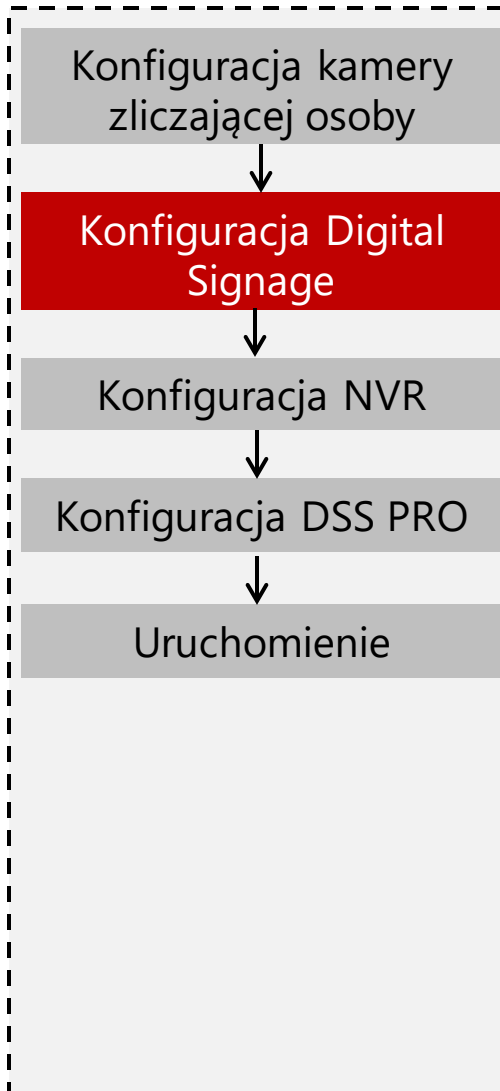 Konfiguracja kamery
zliczającej osoby
Konfiguracja Digital
Signage
Konfiguracja NVR
Konfiguracja DSS PRO
Uruchomienie